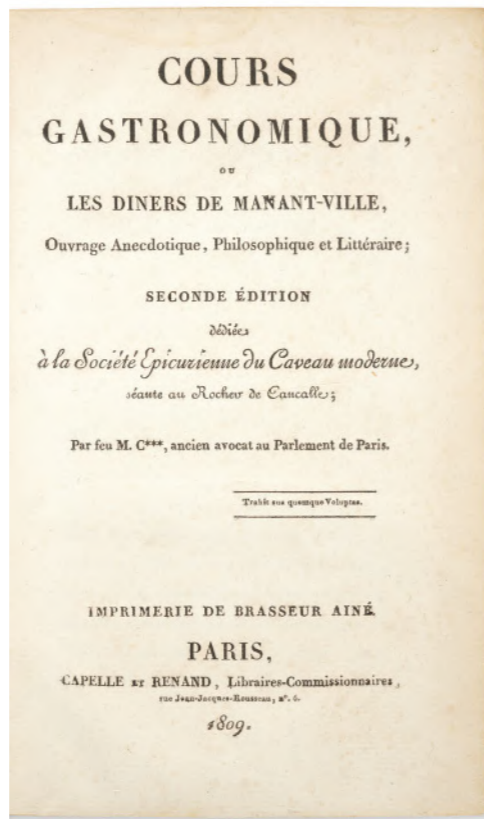 COURS
GASTRONOMIQUE,
OU
LES DINERS DE MANANT-VILLE,
Ouvrage Anecdotique, Philosophique et Littéraire;
SECONDE ÉDITION
dédiée
à la Société Epicurienne du Caveau moderne,
séante au Rocher de Cancalle;
Par feu M. C***, ancien avocat au Parlement de Paris.
Trahit sua quemque Voluptas.
IMPRIMERIE DE BRASSEUR AINÉ.
PARIS,
CAPELLE ET RENAND, Libraires-Commissionnaires,
rue Jean-Jacques-Rousseau, n°. 6.
1809.